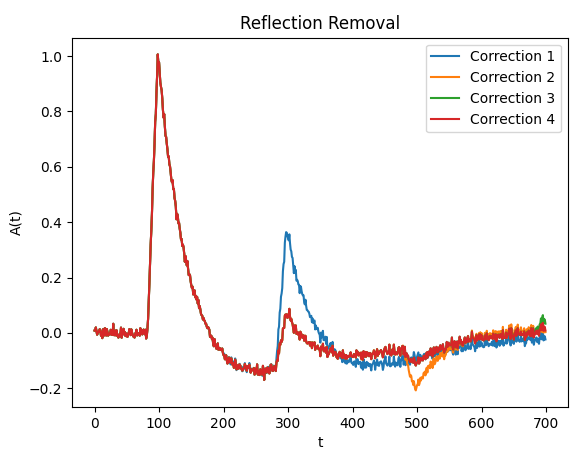 Reflection Removal
Correction 1
Correction 2
Correction 3
Correction 4
A(t)
1.0
0.8
0.6
0.4
0.2
0.0
−0.2
0 100 200 300 400 500 600 700
t